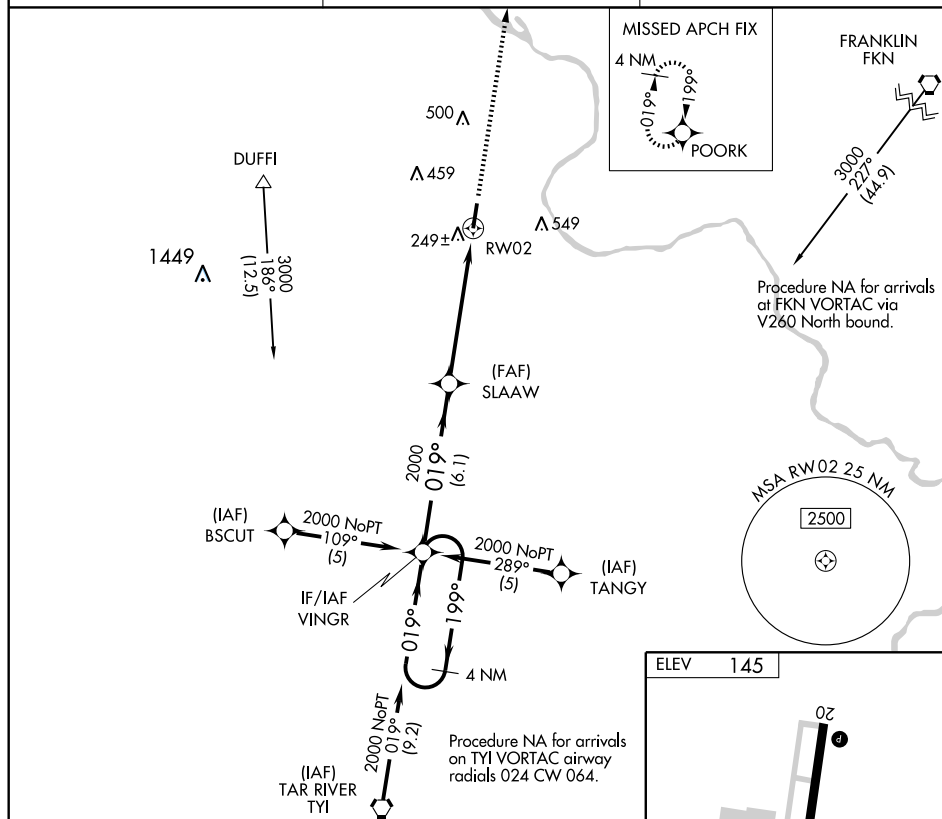 MISSED APCH FIX
4 NM
019°
199°
POORK
FRANKLIN
FKN
3000
227°
(44.9)
Procedure NA for arrivals
at FKN VORTAC via
V260 North bound.
500
459
249±
549
RW02
DUFFI
1449
3000
186°
(12.5)
(FAF)
SLAAW
2000
019°
(6.1)
(IAF)
BSCUT
2000 NoPT
109°
(5)
2000 NoPT
289°
(5)
(IAF)
TANGY
IF/IAF
VINGR
019°
199°
4 NM
2000 NoPT
019°
(9.2)
(IAF)
TAR RIVER
TYI
Procedure NA for arrivals
on TYI VORTAC airway
radials 024 CW 064.
MSA RW02 25 NM
2500
ELEV 145
20
P